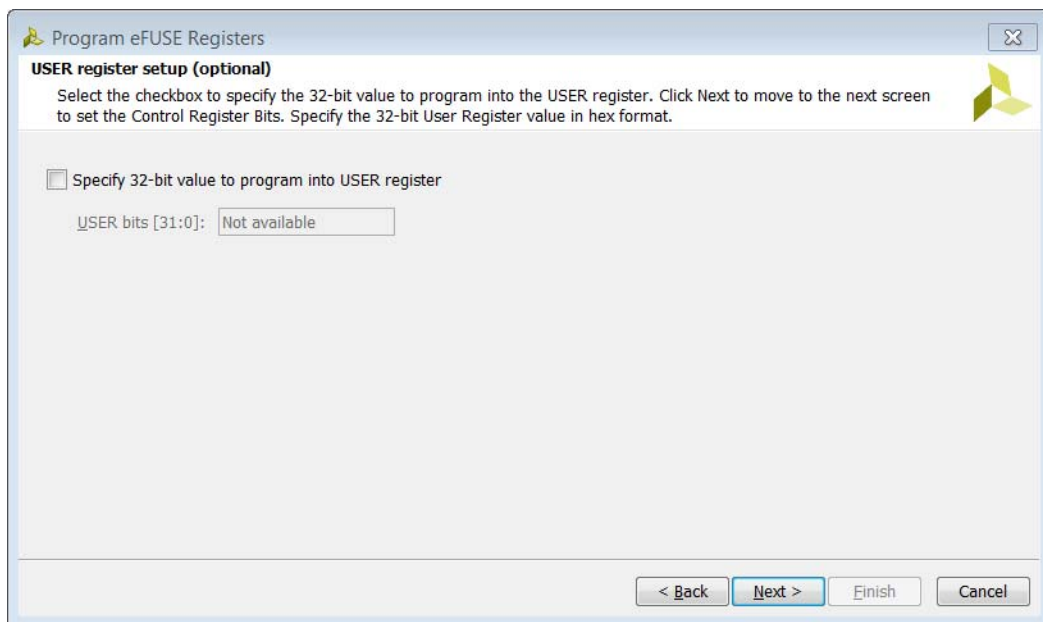 Program eFUSE Registers
USER register setup (optional)
Select the checkbox to specify the 32-bit value to program into the USER register. Click Next to move to the next screen
to set the Control Register Bits. Specify the 32-bit User Register value in hex format.
Specify 32-bit value to program into USER register
USER bits [31:0]: Not available
< Back Next > Finish Cancel